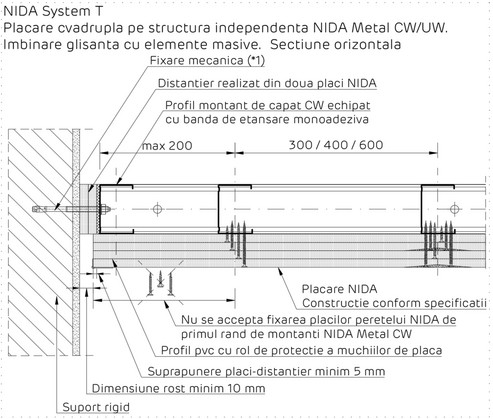 NIDA System T
Placare cvadrupla pe structura independenta NIDA Metal CW/UW.
Imbinare glisanta cu elemente masive. Sectiune orizontala
Fixare mecanica (*1)
Distantier realizat din doua placi NIDA
Profil montant de capat CW echipat
cu banda de etansare monoadeziva
max 200
300 / 400 / 600
Placare NIDA
Constructie conform specificatii
Nu se accepta fixarea placilor peretelui NIDA de
primul rand de montanti NIDA Metal CW
Profil pvc cu rol de protectie a muchiilor de placa
Suprapunere placi-distantier minim 5 mm
Dimensiune rost minim 10 mm
Suport rigid